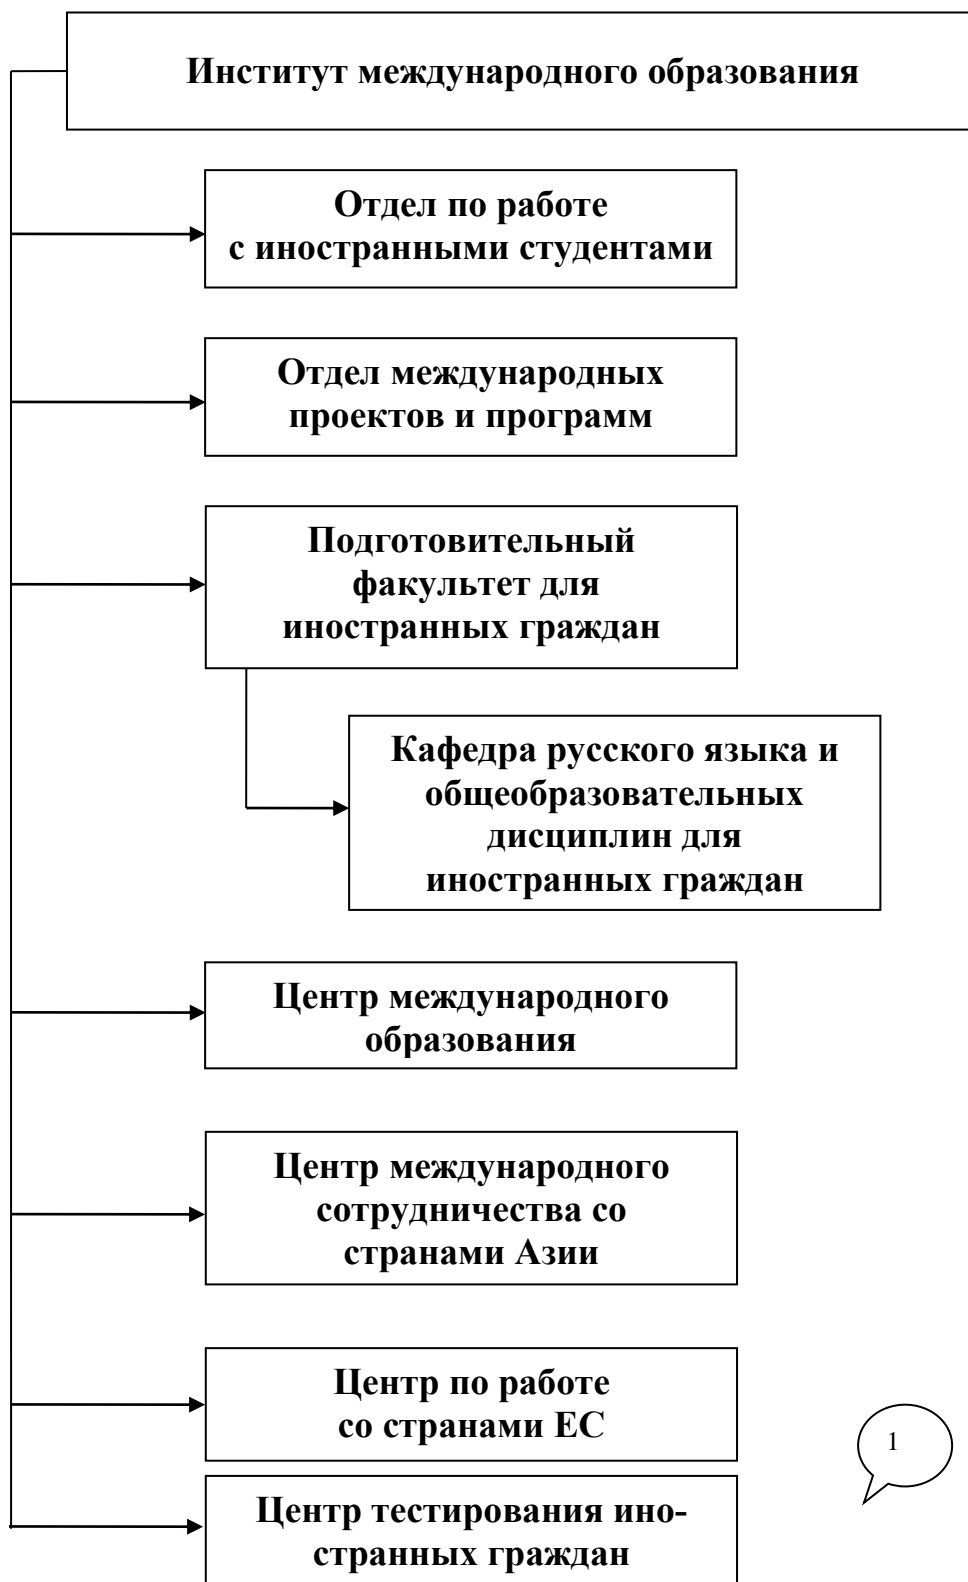 Институт международного образования
Отдел по работе
с иностранными студентами
Отдел международных
проектов и программ
Подготовительный
факультет для
иностранных граждан
Кафедра русского языка и
общеобразовательных
дисциплин для
иностранных граждан
Центр международного
образования
Центр международного
сотрудничества со
странами Азии
Центр по работе
со странами ЕС
1
Центр тестирования ино-
странных граждан